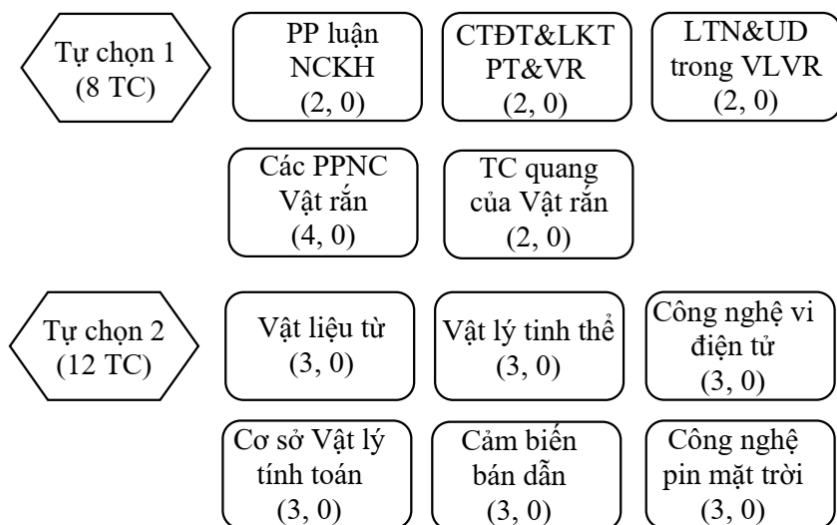 Tự chọn 1
(8 TC)
PP luận
NCKH
(2, 0)
CTĐT&LKT
PT&VR
(2, 0)
LTN&UD
trong VLVR
(2, 0)
Các PPNC
Vật rắn
(4, 0)
TC quang
của Vật rắn
(2, 0)
Tự chọn 2
(12 TC)
Vật liệu từ
(3, 0)
Vật lý tinh thể
(3, 0)
Công nghệ vi
điện tử
(3, 0)
Cơ sở Vật lý
tính toán
(3, 0)
Cảm biến
bán dẫn
(3, 0)
Công nghệ
pin mặt trời
(3, 0)